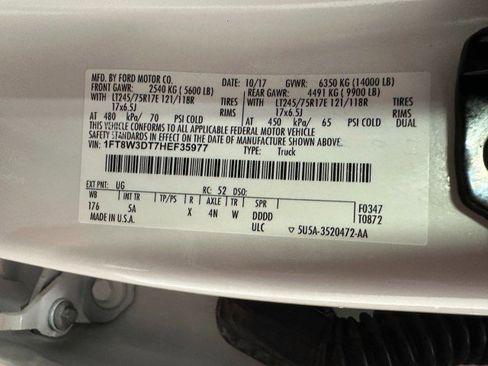 MFD. BY FORD MOTOR CO.
DATE: 10/17 GVWR: 6350 KG (14000 LB)
FRONT GAWR: 2540 KG (5600 LB) REAR GAWR: 4491 KG (9900 LB)
WITH LT245/75R17E 121/118R TIRES WITH LT245/75R17E 121/118R TIRES
17x6.5J RIMS 17x6.5J RIMS
AT 480 kPa/ 70 PSI COLD AT 450 kPa/ 65 PSI COLD DUAL
THIS VEHICLE CONFORMS TO ALL APPLICABLE FEDERAL MOTOR VEHICLE
SAFETY STANDARDS IN EFFECT ON THE DATE OF MANUFACTURE SHOWN ABOVE.
VIN: 1FT8W3DT7HEF35977 TYPE: Truck
EXT PNT: UG RC: 52 DSO:
WB INT TR TP/PS R AXLE TR SPR F0347
176 5A X 4N W DDDD T0872
MADE IN U.S.A. ULC ▽ 5U5A-3520472-AA